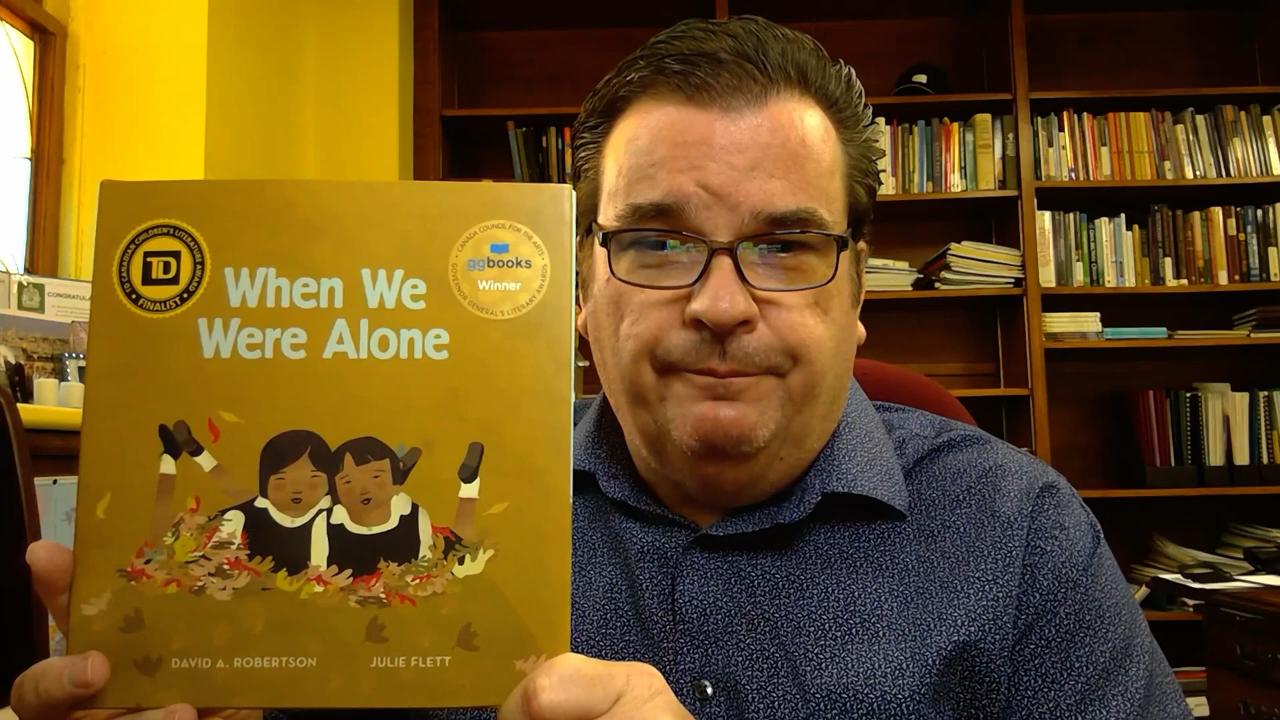 TD CANADIAN CHILDREN'S LITERATURE AWARD
TD
FINALIST
CANADA COUNCIL FOR THE ARTS
ggbooks
Winner
GOVERNOR GENERAL'S LITERARY AWARDS
When We
Were Alone
DAVID A. ROBERTSON JULIE FLETT